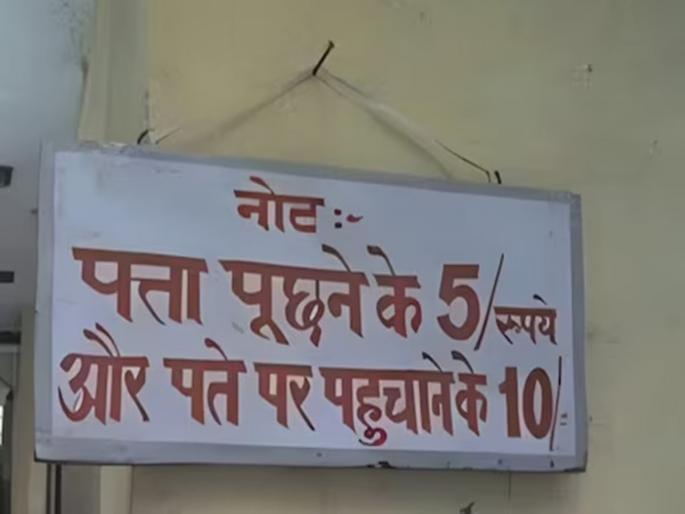 नोट :-
पत्ता पूछने के 5/ रूपये
और पते पर पहुचाने के 10/=